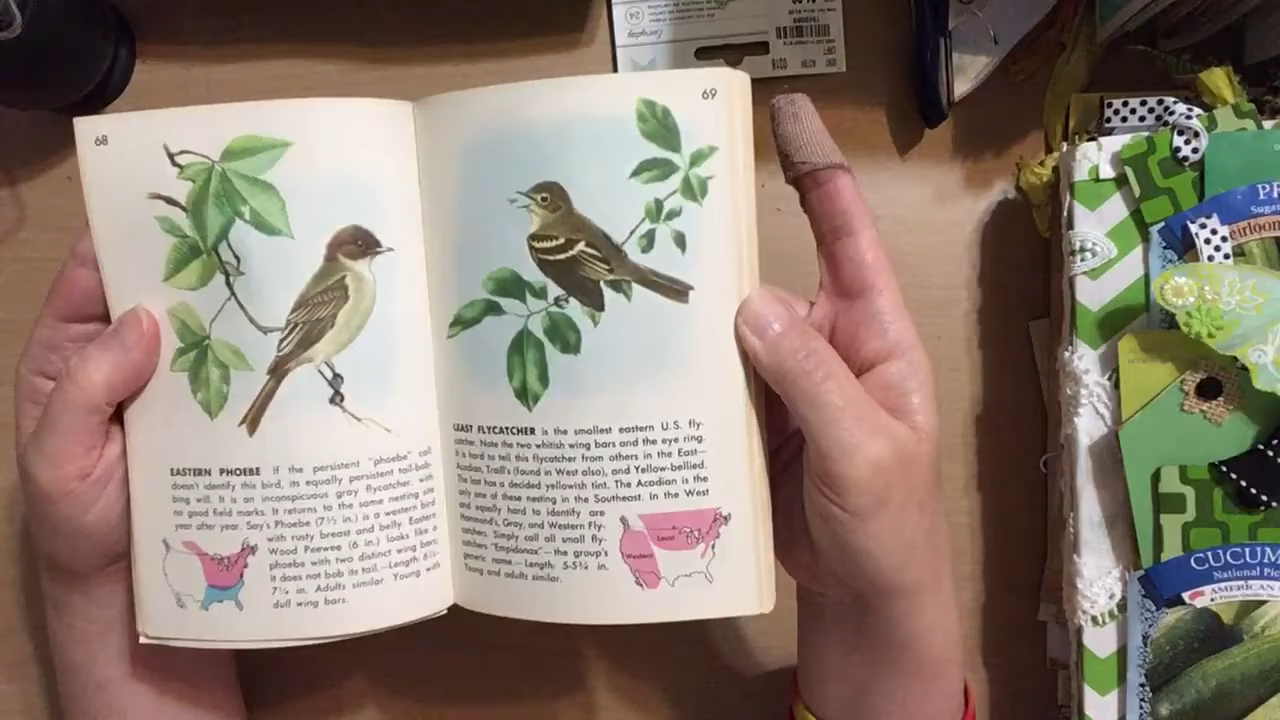 68
EASTERN PHOEBE If the persistent "phoebe" call
doesn't identify this bird, its equally persistent tail-bob-
bing will. It is an inconspicuous gray flycatcher, with
no good field marks. It returns to the same nesting site
year after year. Say's Phoebe (7½ in.) is a western bird
with rusty breast and belly. Eastern
Wood Peewee (6 in.) looks like a
phoebe with two distinct wing bars;
it does not bob its tail.—Length: 6½-
7¼ in. Adults similar. Young with
dull wing bars.
69
LEAST FLYCATCHER is the smallest eastern U.S. fly-
catcher. Note the two whitish wing bars and the eye ring.
It is hard to tell this flycatcher from others in the East—
Acadian, Traill's (found in West also), and Yellow-bellied.
The last has a decided yellowish tint. The Acadian is the
only one of these nesting in the Southeast. In the West
and equally hard to identify are
Hammond's, Gray, and Western Fly-
catchers. Simply call all small fly-
catchers "Empidonax"—the group's
generic name.—Length: 5-5¾ in.
Young and adults similar.
Least
Western
Everyday
24
Sugar
CUCUM
National Pic
AMERICAN